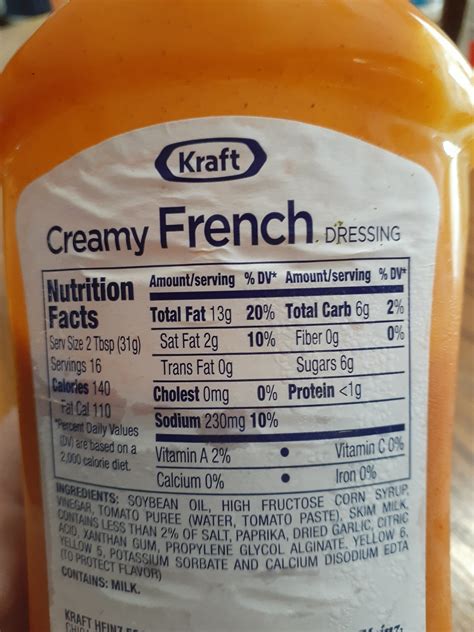 Kraft
Creamy French DRESSING
Nutrition
Facts
Serv Size 2 Tbsp (31g)
Servings 16
Calories 140
Fat Cal 110
*Percent Daily Values
(DV) are based on a
2,000 calorie diet.
Amount/serving % DV* Amount/serving % DV*
Total Fat 13g 20% Total Carb 6g 2%
Sat Fat 2g 10% Fiber 0g 0%
Trans Fat 0g Sugars 6g
Cholest 0mg 0% Protein <1g
Sodium 230mg 10%
Vitamin A 2% • Vitamin C 0%
Calcium 0% • Iron 0%
INGREDIENTS: SOYBEAN OIL, HIGH FRUCTOSE CORN SYRUP,
VINEGAR, TOMATO PUREE (WATER, TOMATO PASTE), SKIM MILK,
CONTAINS LESS THAN 2% OF SALT, PAPRIKA, DRIED GARLIC, CITRIC
ACID, XANTHAN GUM, PROPYLENE GLYCOL ALGINATE, YELLOW 6,
YELLOW 5, POTASSIUM SORBATE AND CALCIUM DISODIUM EDTA
(TO PROTECT FLAVOR)
CONTAINS: MILK.
KRAFT HEINZ